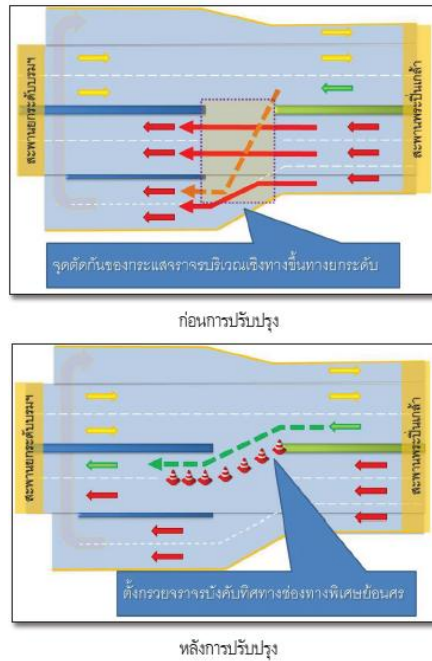 สะพานยกระดับบรมฯ
สะพานพระปิ่นเกล้า
จุดตัดกันของกระแสจราจรบริเวณเชิงทางขึ้นทางยกระดับ
ก่อนการปรับปรุง
สะพานยกระดับบรมฯ
สะพานพระปิ่นเกล้า
ตั้งกรวยจราจรบังคับทิศทางช่องทางพิเศษย้อนศร
หลังการปรับปรุง